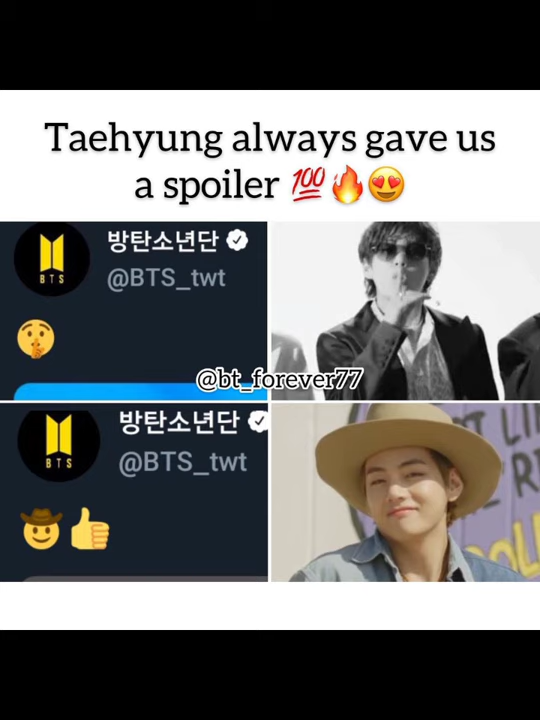 Taehyung always gave us
a spoiler 💯🔥😍
방탄소년단
BTS
@BTS_twt
🤫
@bt_forever77
방탄소년단
BTS
@BTS_twt
🤠👍